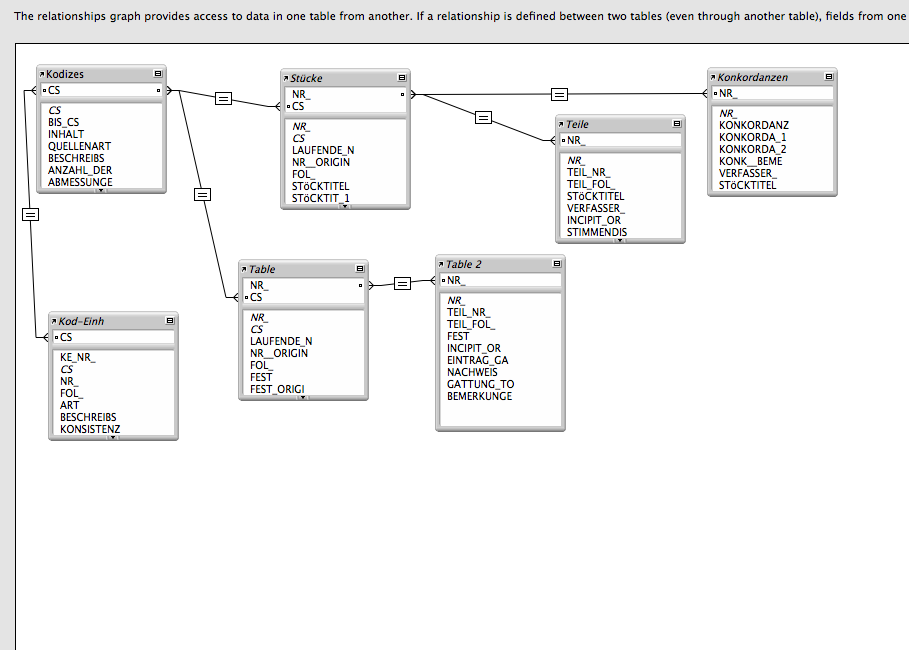 The relationships graph provides access to data in one table from another. If a relationship is defined between two tables (even through another table), fields from one
Kodizes
CS
CS
BIS_CS
INHALT
QUELLENART
BESCHREIBS
ANZAHL_DER
ABMESSUNGE
Stücke
NR_
CS
NR_
CS
LAUFENDE_N
NR__ORIGIN
FOL_
STöCKTITEL
STöCKTIT_1
Konkordanzen
NR_
NR_
KONKORDANZ
KONKORDA_1
KONKORDA_2
KONK__BEME
VERFASSER_
STöCKTITEL
Teile
NR_
NR_
TEIL_NR_
TEIL_FOL_
STöCKTITEL
VERFASSER_
INCIPIT_OR
STIMMENDIS
Table
NR_
CS
NR_
CS
LAUFENDE_N
NR__ORIGIN
FOL_
FEST
FEST_ORIGI
Table 2
NR_
NR_
TEIL_NR_
TEIL_FOL_
FEST
INCIPIT_OR
EINTRAG_GA
NACHWEIS
GATTUNG_TO
BEMERKUNGE
Kod-Einh
CS
KE_NR_
CS
NR_
FOL_
ART
BESCHREIBS
KONSISTENZ